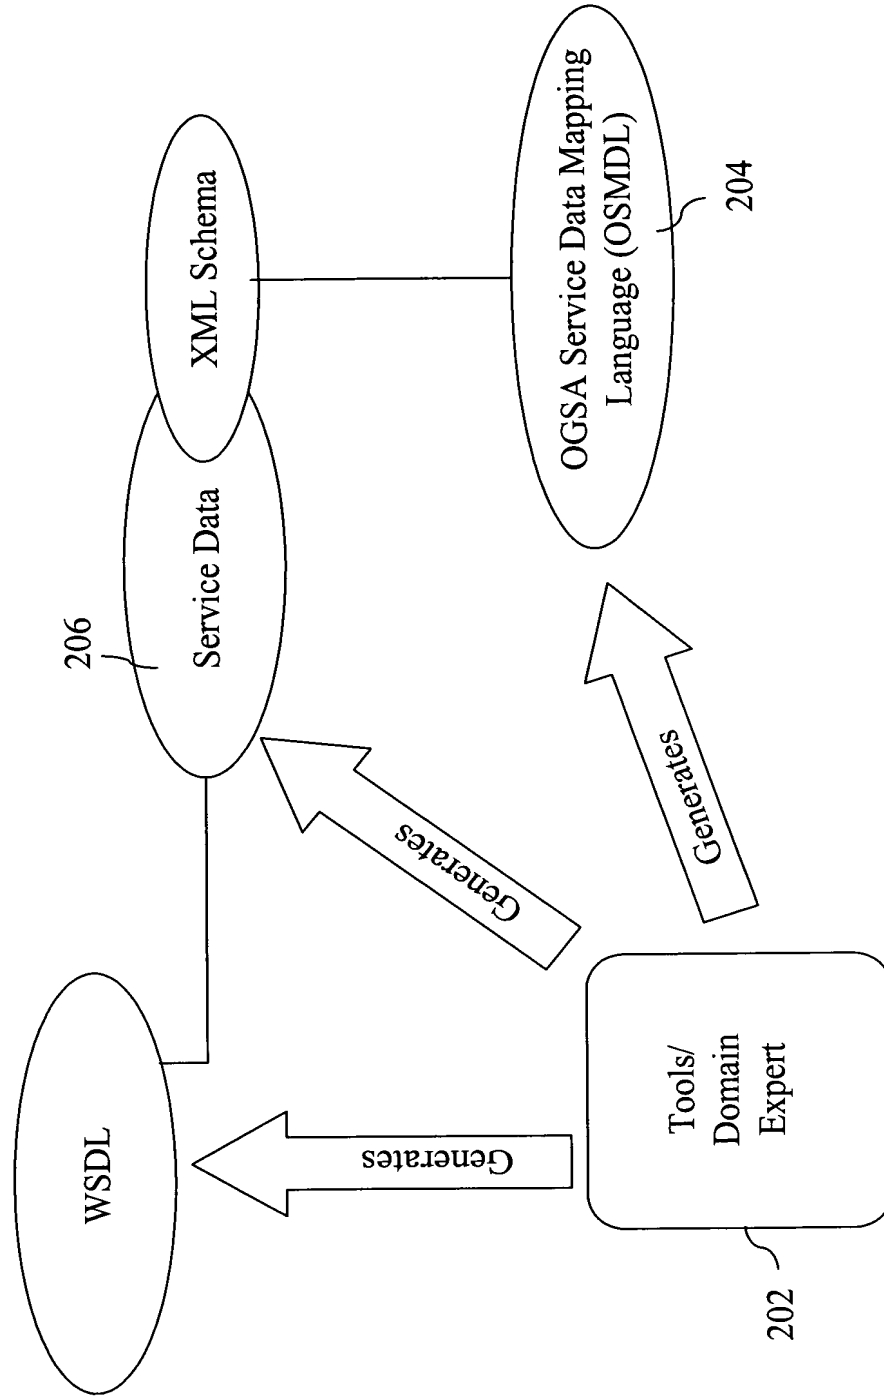 WSDL
206
Service Data
XML Schema
Generates
Generates
Generates
OGSA Service Data Mapping
Language (OSMDL)
204
Tools/
Domain
Expert
202